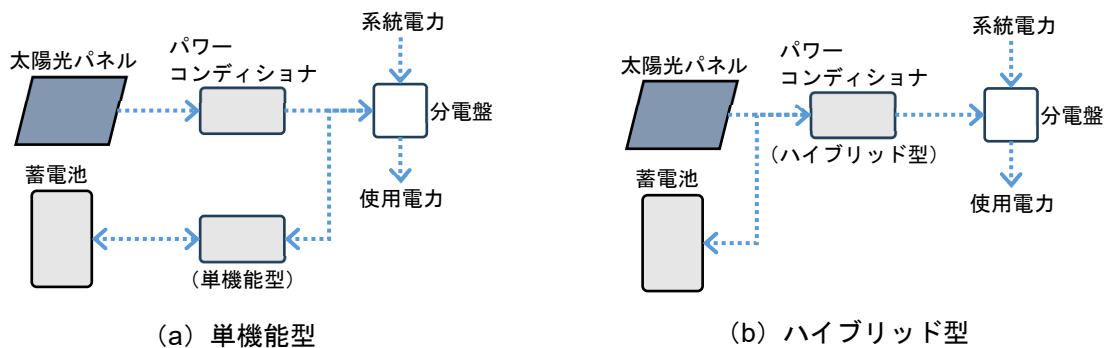 系統電力
太陽光パネル
パワー
コンディショナ
分電盤
蓄電池
使用電力
（単機能型）
（a）単機能型
系統電力
太陽光パネル
パワー
コンディショナ
分電盤
（ハイブリッド型）
蓄電池
使用電力
（b）ハイブリッド型